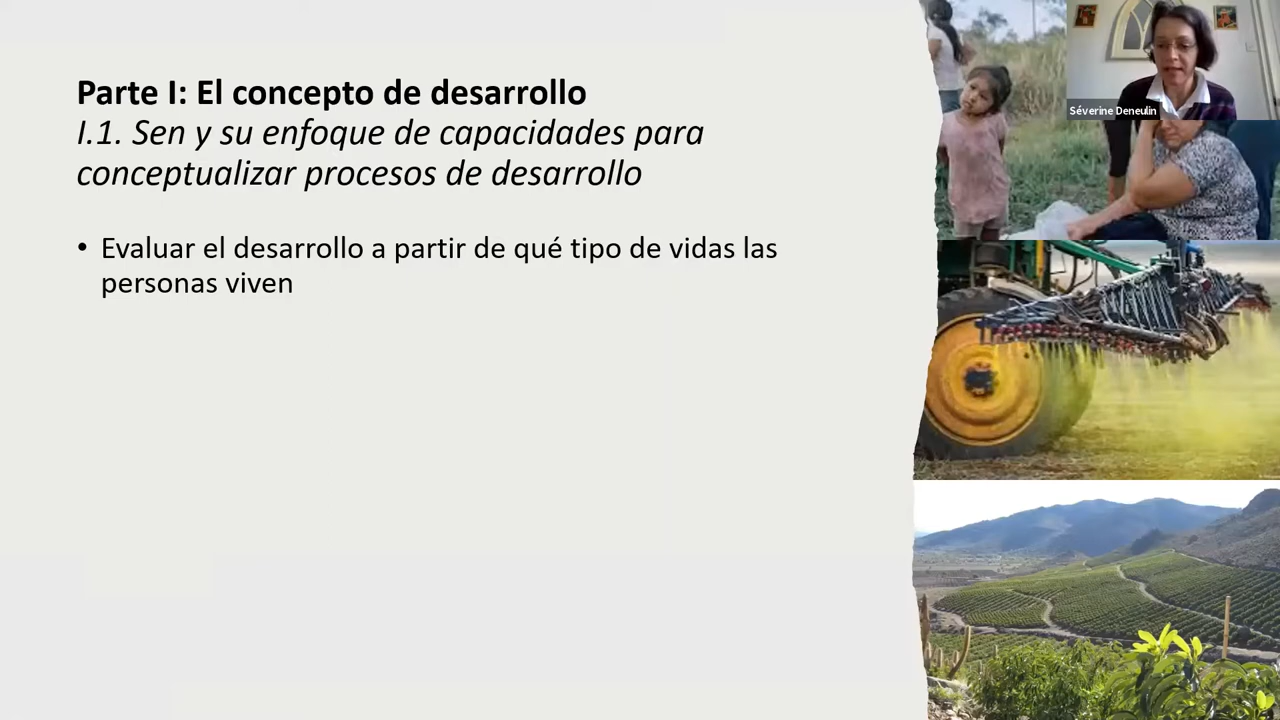 Parte I: El concepto de desarrollo
I.1. Sen y su enfoque de capacidades para
conceptualizar procesos de desarrollo
• Evaluar el desarrollo a partir de qué tipo de vidas las
personas viven
Séverine Deneulin